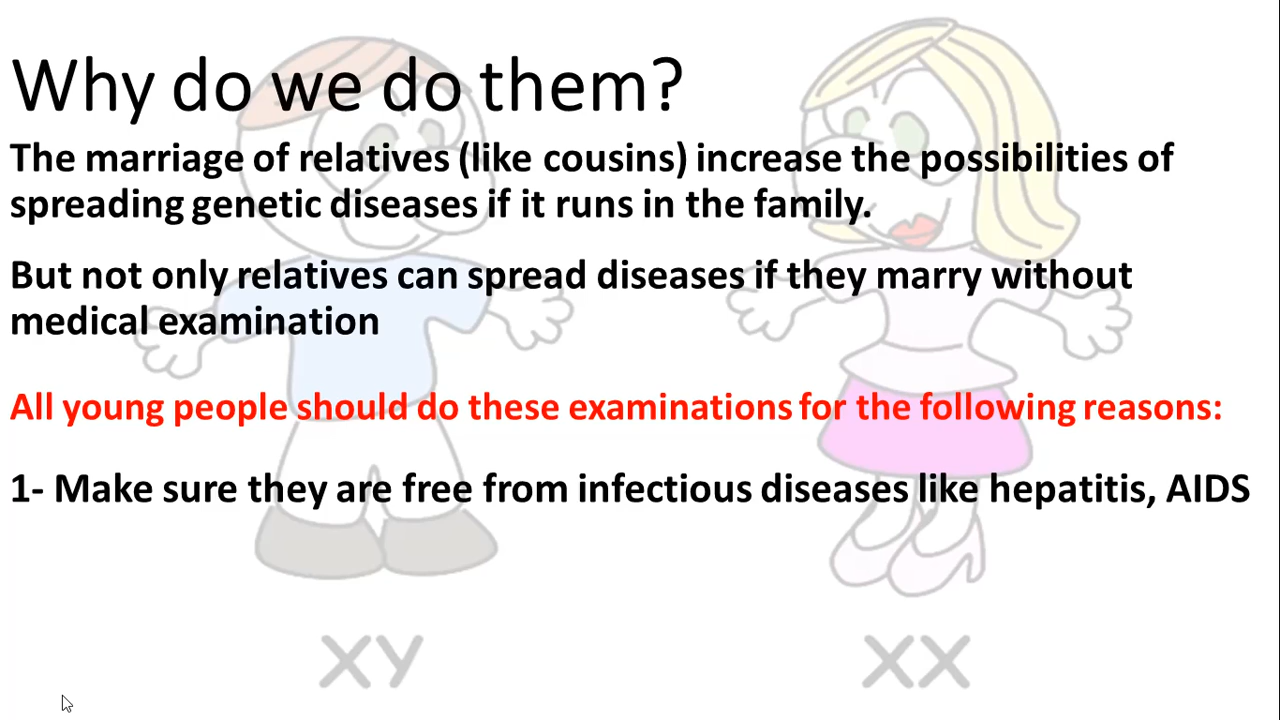 Why do we do them?
The marriage of relatives (like cousins) increase the possibilities of
spreading genetic diseases if it runs in the family.
But not only relatives can spread diseases if they marry without
medical examination
All young people should do these examinations for the following reasons:
1- Make sure they are free from infectious diseases like hepatitis, AIDS
XY XX